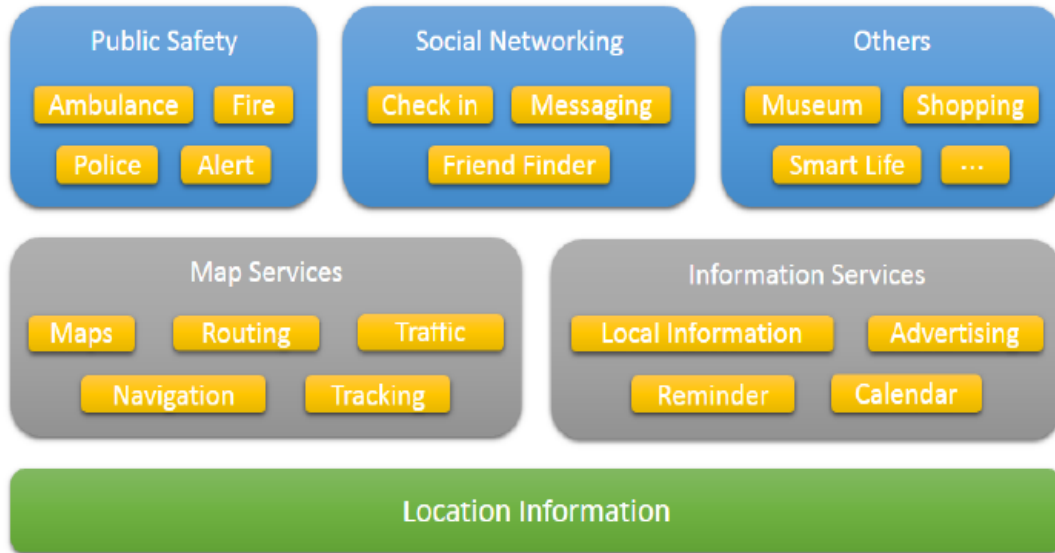 Public Safety
Ambulance Fire
Police Alert
Social Networking
Check in Messaging
Friend Finder
Others
Museum Shopping
Smart Life ...
Map Services
Maps Routing Traffic
Navigation Tracking
Information Services
Local Information Advertising
Reminder Calendar
Location Information